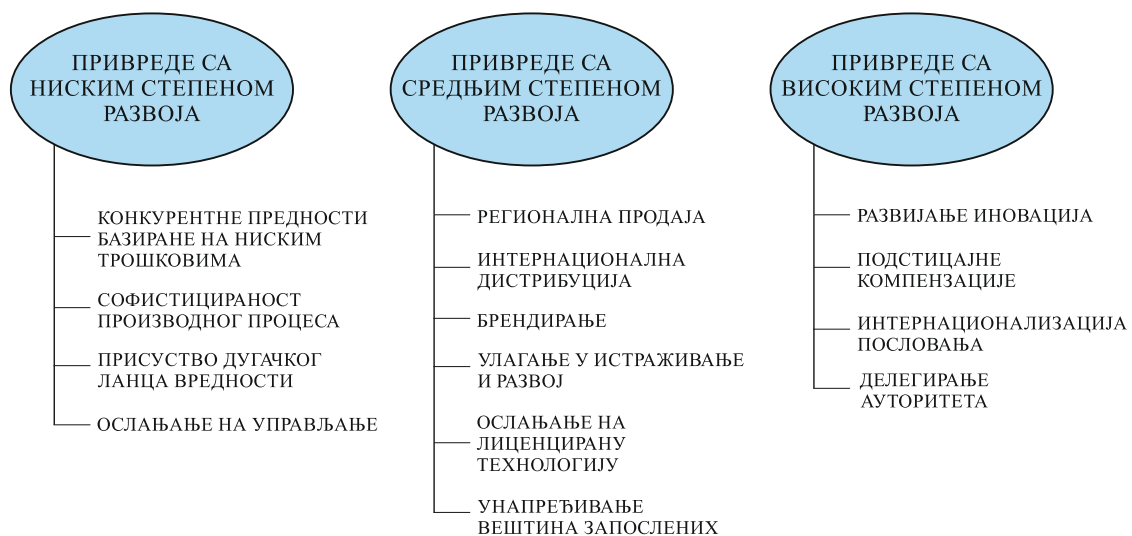 ПРИВРЕДЕ СА
НИСКИМ СТЕПЕНОМ
РАЗВОЈА
КОНКУРЕНТНЕ ПРЕДНОСТИ
БАЗИРАНЕ НА НИСКИМ
ТРОШКОВИМА
СОФИСТИЦИРАНОСТ
ПРОИЗВОДНОГ ПРОЦЕСА
ПРИСУСТВО ДУГАЧКОГ
ЛАНЦА ВРЕДНОСТИ
ОСЛАЊАЊЕ НА УПРАВЉАЊЕ
ПРИВРЕДЕ СА
СРЕДЊИМ СТЕПЕНОМ
РАЗВОЈА
РЕГИОНАЛНА ПРОДАЈА
ИНТЕРНАЦИОНАЛНА
ДИСТРИБУЦИЈА
БРЕНДИРАЊЕ
УЛАГАЊЕ У ИСТРАЖИВАЊЕ
И РАЗВОЈ
ОСЛАЊАЊЕ НА
ЛИЦЕНЦИРАНУ
ТЕХНОЛОГИЈУ
УНАПРЕЂИВАЊЕ
ВЕШТИНА ЗАПОСЛЕНИХ
ПРИВРЕДЕ СА
ВИСОКИМ СТЕПЕНОМ
РАЗВОЈА
РАЗВИЈАЊЕ ИНОВАЦИЈА
ПОДСТИЦАЈНЕ
КОМПЕНЗАЦИЈЕ
ИНТЕРНАЦИОНАЛИЗАЦИЈА
ПОСЛОВАЊА
ДЕЛЕГИРАЊЕ
АУТОРИТЕТА